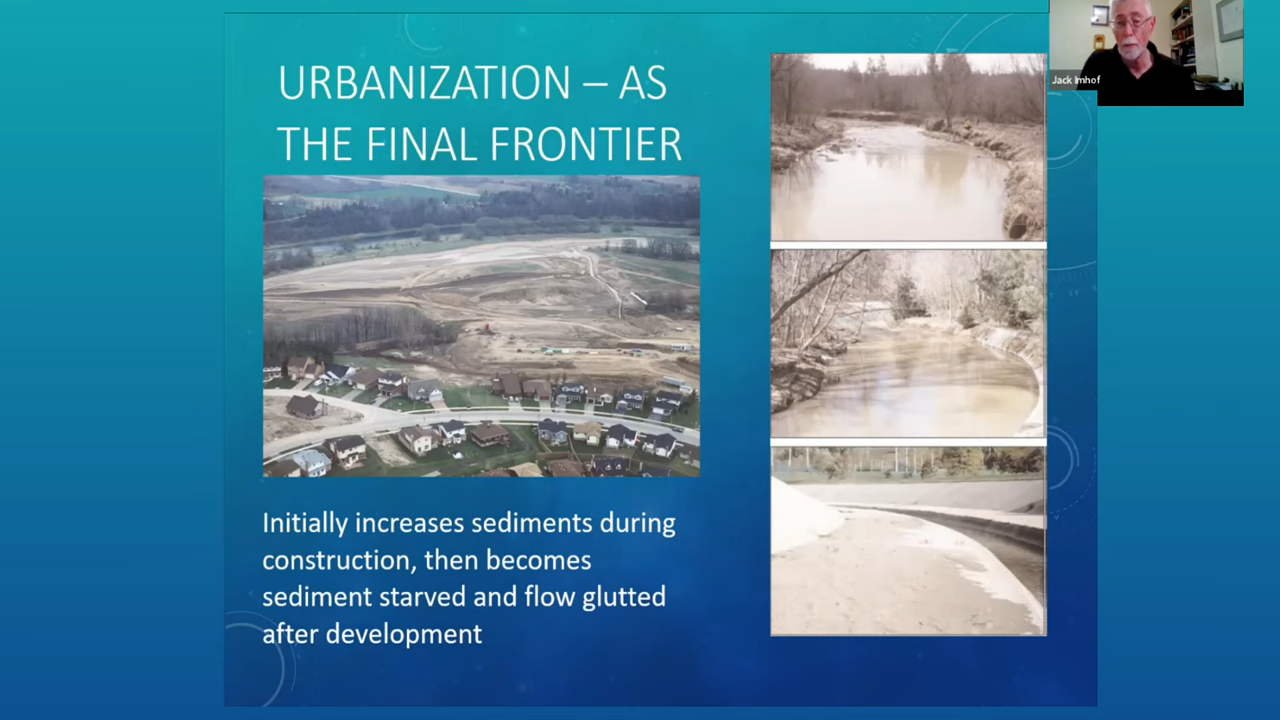 URBANIZATION – AS
THE FINAL FRONTIER
Jack Imhof
Initially increases sediments during
construction, then becomes
sediment starved and flow glutted
after development